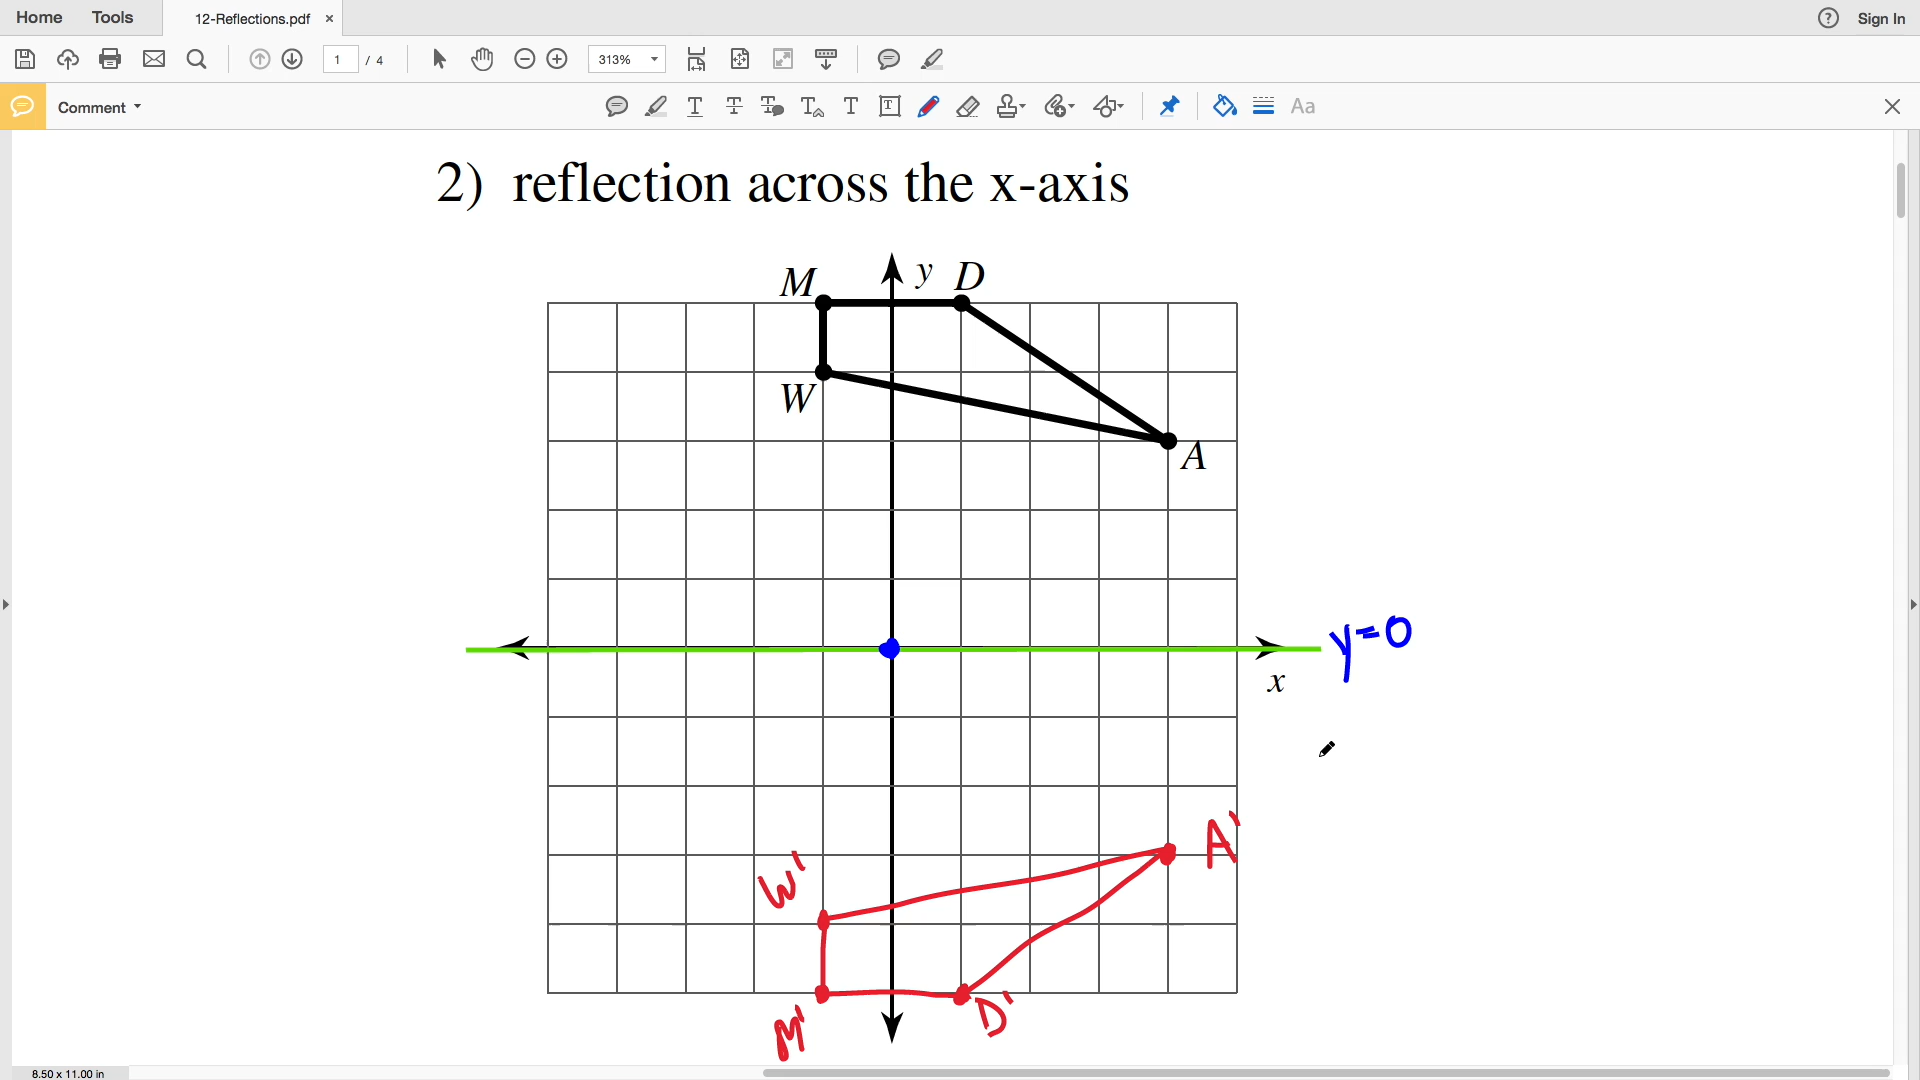 Home Tools 12-Reflections.pdf × ? Sign In
1 / 4 313%
Comment Aa
2) reflection across the x-axis
M y D
W
A
y=0
x
A'
W'
D'
M'
8.50 x 11.00 in